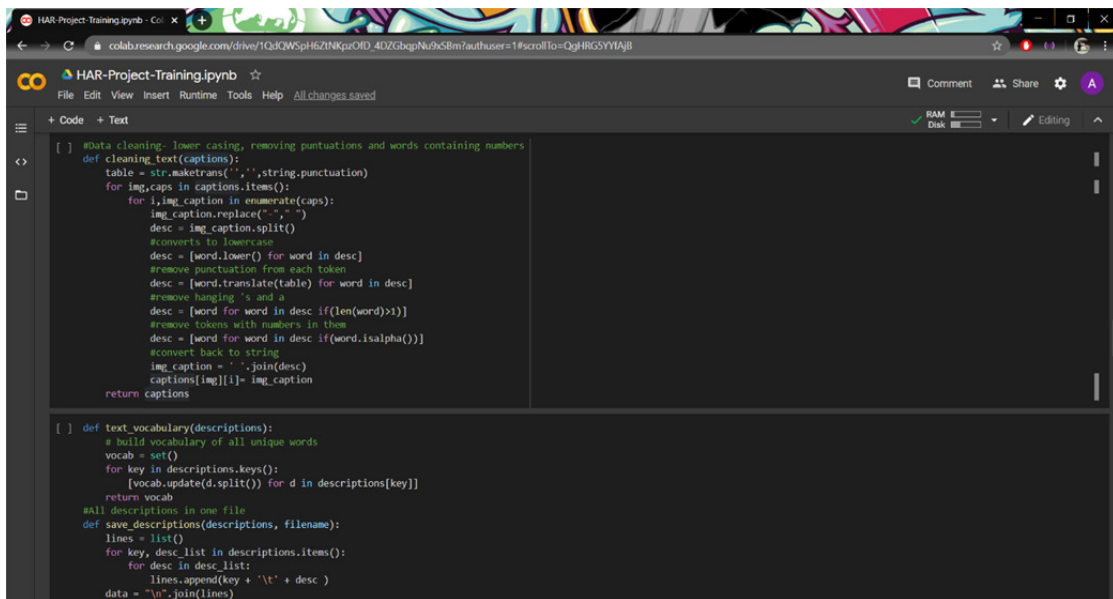 HAR-Project-Training.ipynb - Col
colab.research.google.com/drive/1QdQWSpH6ZtNKpzOfD_4DZGbqpNu9xSBm?authuser=1#scrollTo=QgHRG5YYfAjB
HAR-Project-Training.ipynb
Comment Share A
File Edit View Insert Runtime Tools Help All changes saved
+ Code + Text
RAM
Disk
Editing
[ ] #Data cleaning- lower casing, removing puntuations and words containing numbers
def cleaning_text(captions):
table = str.maketrans('','',string.punctuation)
for img,caps in captions.items():
for i,img_caption in enumerate(caps):
img_caption.replace("-"," ")
desc = img_caption.split()
#converts to lowercase
desc = [word.lower() for word in desc]
#remove punctuation from each token
desc = [word.translate(table) for word in desc]
#remove hanging 's and a
desc = [word for word in desc if(len(word)>1)]
#remove tokens with numbers in them
desc = [word for word in desc if(word.isalpha())]
#convert back to string
img_caption = ' '.join(desc)
captions[img][i]= img_caption
return captions
[ ] def text_vocabulary(descriptions):
# build vocabulary of all unique words
vocab = set()
for key in descriptions.keys():
[vocab.update(d.split()) for d in descriptions[key]]
return vocab
#All descriptions in one file
def save_descriptions(descriptions, filename):
lines = list()
for key, desc_list in descriptions.items():
for desc in desc_list:
lines.append(key + '\t' + desc )
data = "\n".join(lines)